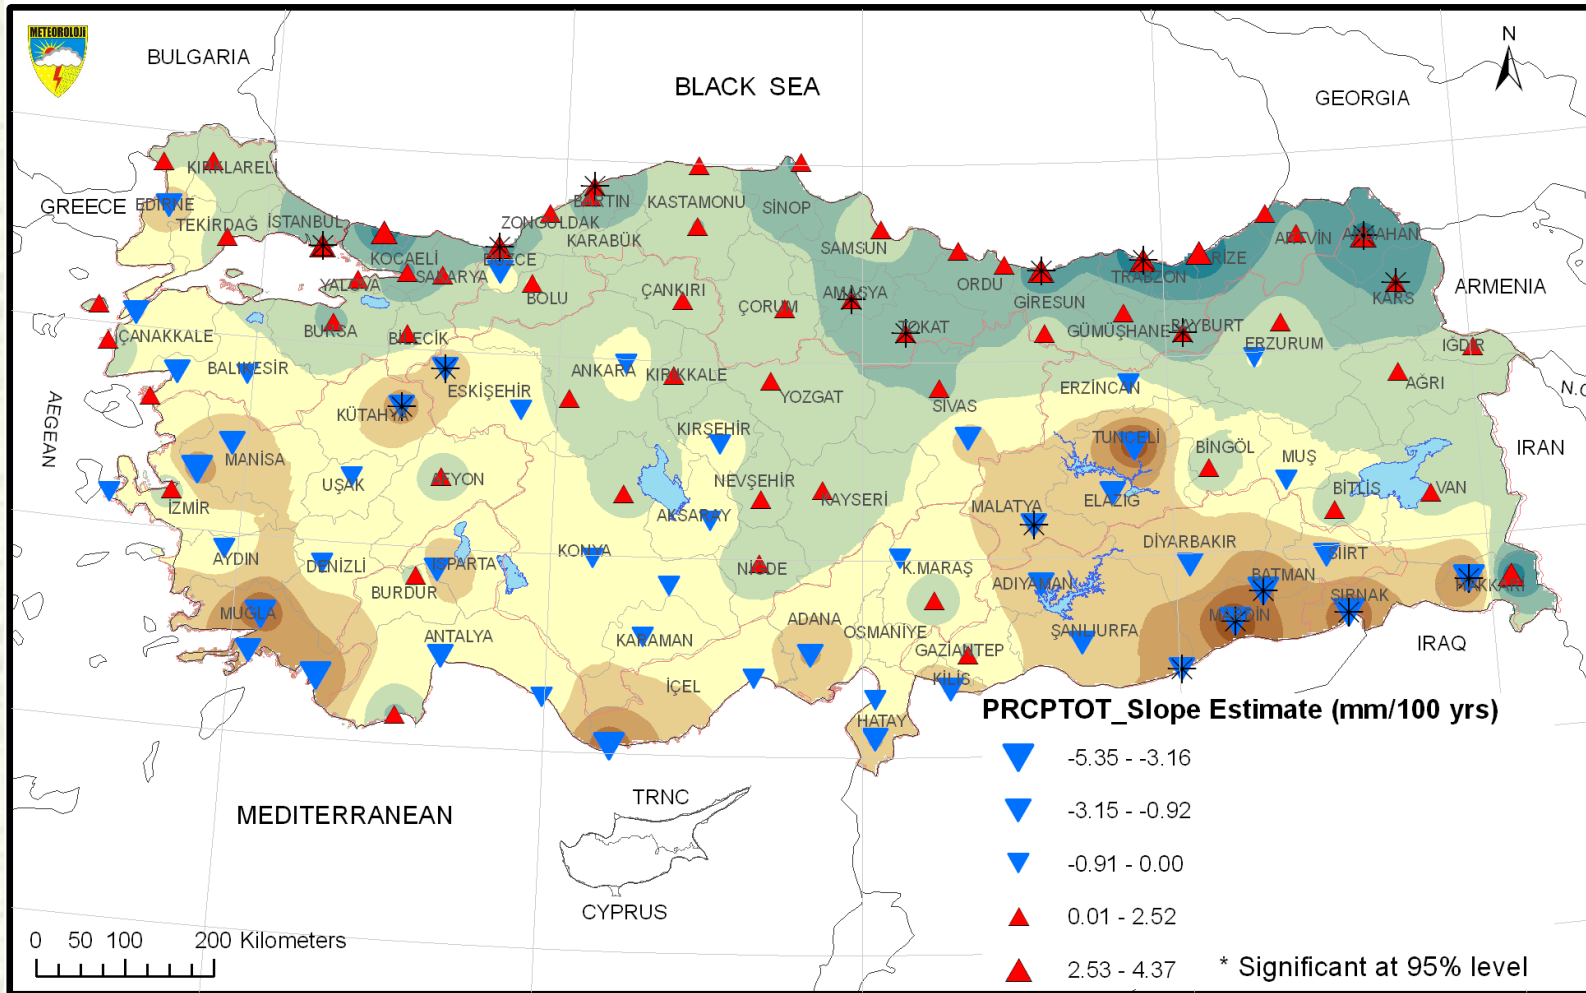 METEOROLOJI
BULGARIA
BLACK SEA
N
GEORGIA
KIRKLARELİ
EDİRNE
GREECE
TEKİRDAĞ
İSTANBUL
KOCAELİ
YALOVA
SAKARYA
ZONGULDAK
BARTIN
KARABÜK
KASTAMONU
SİNOP
SAMSUN
BOLU
ÇANKIRI
ÇORUM
AMASYA
TOKAT
ORDU
GİRESUN
TRABZON
RİZE
ARTVİN
ARDAHAN
KARS
ARMENIA
GÜMÜŞHANE
BAYBURT
ERZURUM
IĞDIR
AĞRI
ÇANAKKALE
BURSA
BİLECİK
BALIKESİR
ESKİŞEHİR
KÜTAHYA
ANKARA
KIRIKKALE
YOZGAT
SİVAS
ERZİNCAN
AEGEAN
IRAN
MANİSA
UŞAK
AFYON
KIRŞEHİR
NEVŞEHİR
KAYSERİ
AKSARAY
MALATYA
TUNCELİ
ELAZIĞ
BİNGÖL
MUŞ
BİTLİS
VAN
İZMİR
AYDIN
DENİZLİ
BURDUR
ISPARTA
KONYA
NİĞDE
K.MARAŞ
ADIYAMAN
DİYARBAKIR
BATMAN
SİİRT
SIRNAK
HAKKARİ
MUĞLA
ANTALYA
KARAMAN
İÇEL
ADANA
OSMANİYE
GAZİANTEP
KİLİS
HATAY
ŞANLIURFA
MARDİN
IRAQ
PRCPTOT_Slope Estimate (mm/100 yrs)
-5.35 - -3.16
-3.15 - -0.92
-0.91 - 0.00
0.01 - 2.52
2.53 - 4.37
* Significant at 95% level
MEDITERRANEAN
TRNC
CYPRUS
0 50 100 200 Kilometers